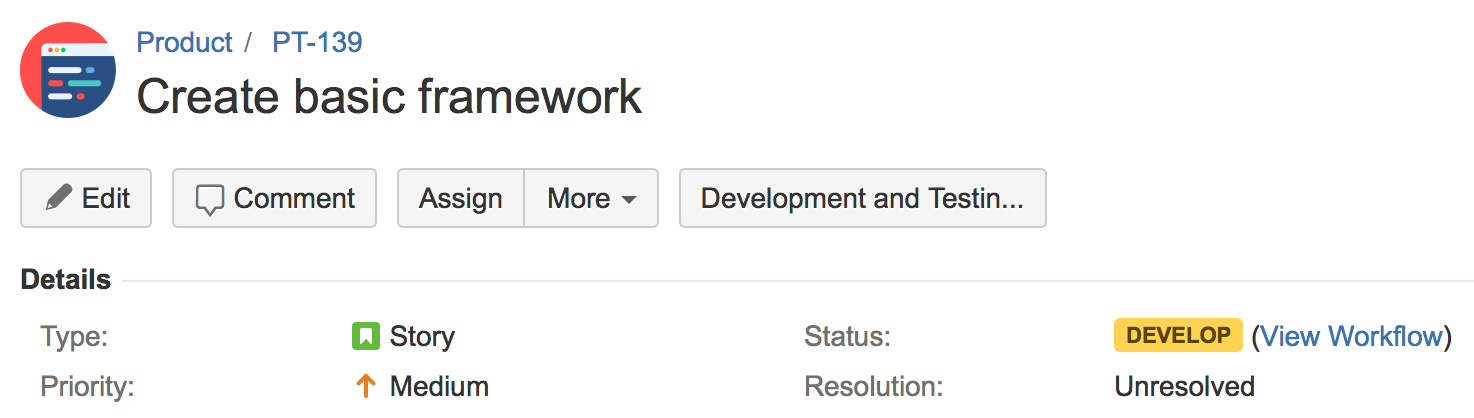 Product / PT-139
Create basic framework
Edit Comment Assign More Development and Testin...
Details
Type: Story Status: DEVELOP (View Workflow)
Priority: Medium Resolution: Unresolved